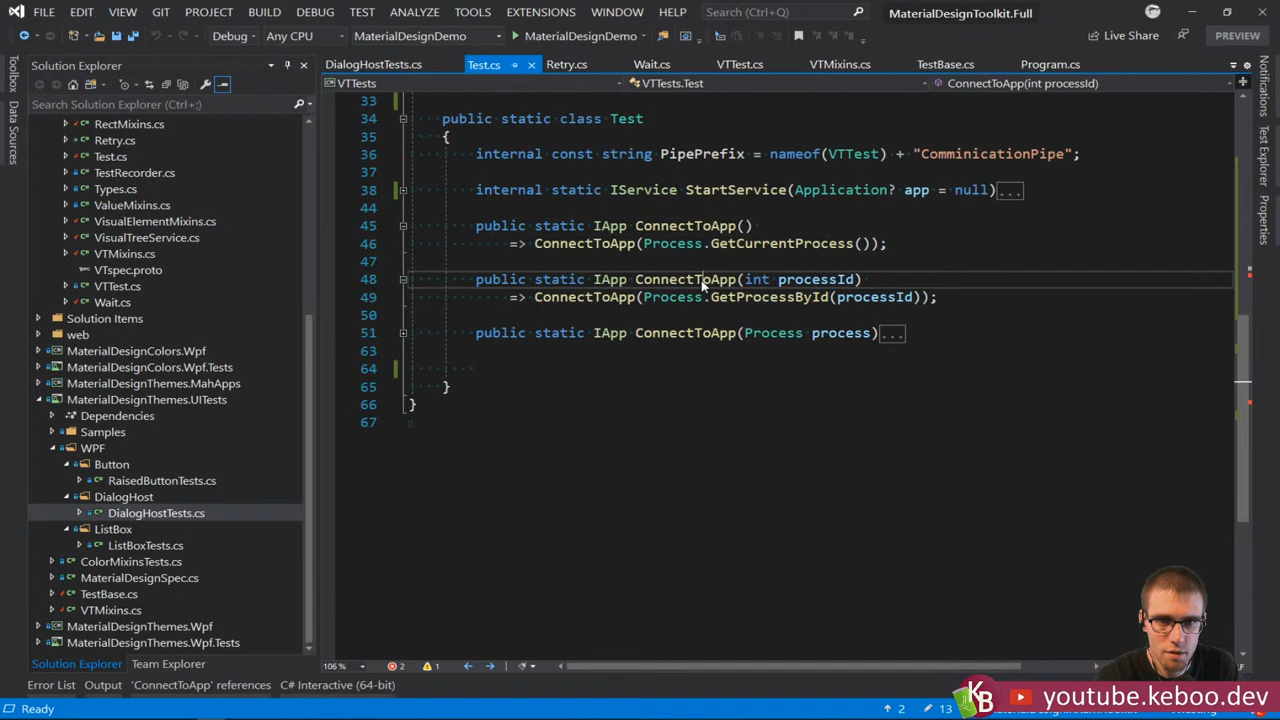 FILE EDIT VIEW GIT PROJECT BUILD DEBUG TEST ANALYZE TOOLS EXTENSIONS WINDOW HELP Search (Ctrl+Q) MaterialDesignToolkit.Full
Debug Any CPU MaterialDesignDemo MaterialDesignDemo Live Share PREVIEW
Toolbox
Data Sources
Solution Explorer
Search Solution Explorer (Ctrl+;)
RectMixins.cs
Retry.cs
Test.cs
TestRecorder.cs
Types.cs
ValueMixins.cs
VisualElementMixins.cs
VisualTreeService.cs
VTMixins.cs
VTspec.proto
VTTest.cs
Wait.cs
Solution Items
web
MaterialDesignColors.Wpf
MaterialDesignColors.Wpf.Tests
MaterialDesignThemes.MahApps
MaterialDesignThemes.UITests
Dependencies
Samples
WPF
Button
RaisedButtonTests.cs
DialogHost
DialogHostTests.cs
ListBox
ListBoxTests.cs
ColorMixinsTests.cs
MaterialDesignSpec.cs
TestBase.cs
VTMixins.cs
MaterialDesignThemes.Wpf
MaterialDesignThemes.Wpf.Tests
Solution Explorer Team Explorer
DialogHostTests.cs Test.cs Retry.cs Wait.cs VTTest.cs VTMixins.cs TestBase.cs Program.cs
VTTests VTTests.Test ConnectToApp(int processId)
33
34 public static class Test
35 {
36 internal const string PipePrefix = nameof(VTTest) + "ComminicationPipe";
37
38 internal static IService StartService(Application? app = null)...
44
45 public static IApp ConnectToApp()
46 => ConnectToApp(Process.GetCurrentProcess());
47
48 public static IApp ConnectToApp(int processId)
49 => ConnectToApp(Process.GetProcessById(processId));
50
51 public static IApp ConnectToApp(Process process)...
63
64
65 }
66 }
67
106 % 2 1
Notifications
Test Explorer
Properties
Error List Output 'ConnectToApp' references C# Interactive (64-bit)
Ready 2 13
KB youtube.keboo.dev